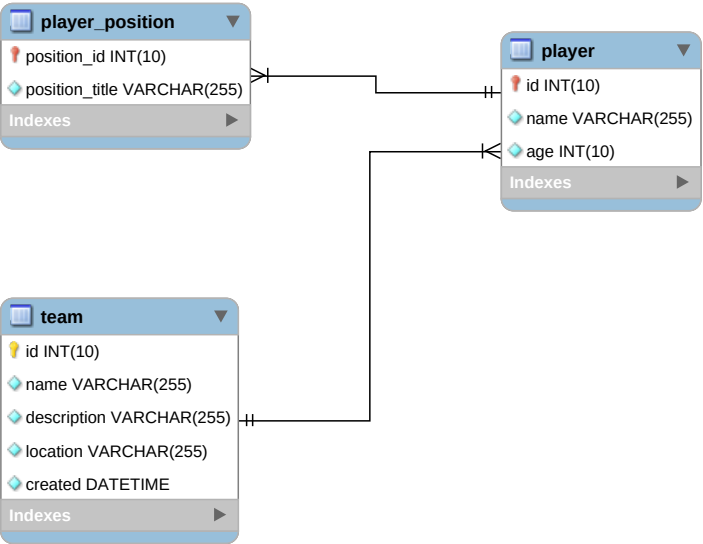 player_position
position_id INT(10)
position_title VARCHAR(255)
Indexes
player
id INT(10)
name VARCHAR(255)
age INT(10)
Indexes
team
id INT(10)
name VARCHAR(255)
description VARCHAR(255)
location VARCHAR(255)
created DATETIME
Indexes